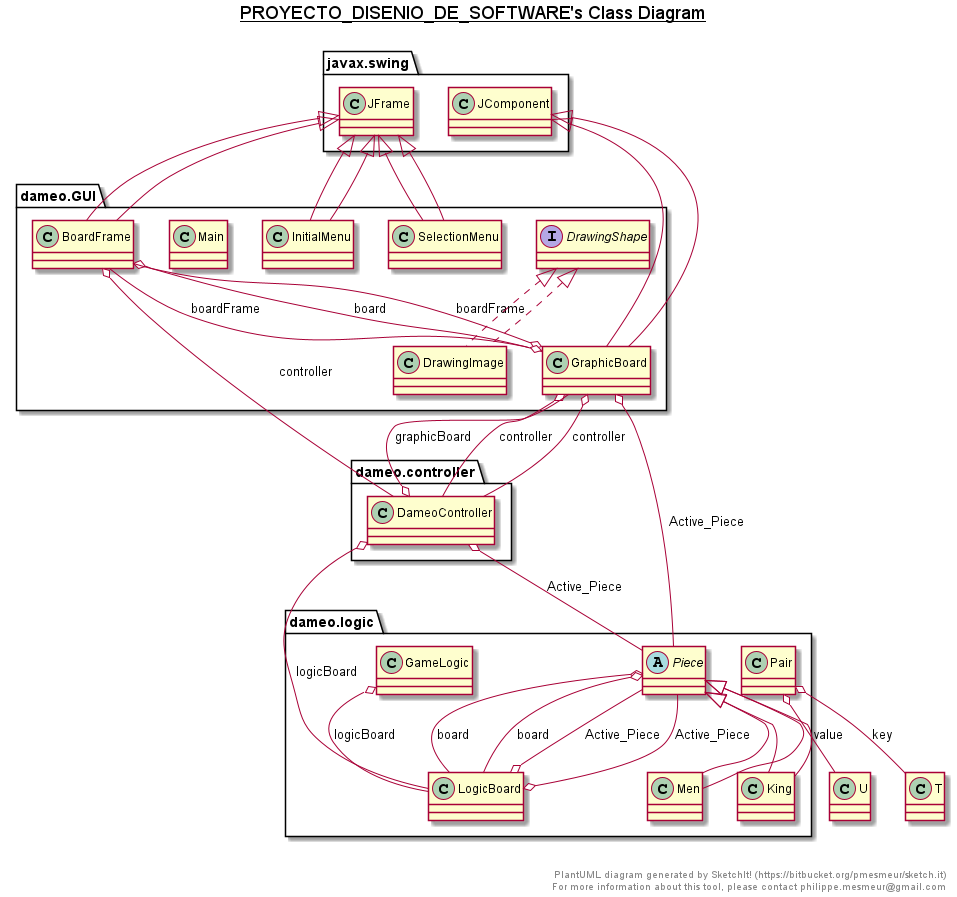 PROYECTO_DISENIO_DE_SOFTWARE's Class Diagram
javax.swing
C JFrame
C JComponent
dameo.GUI
C BoardFrame
C Main
C InitialMenu
C SelectionMenu
I DrawingShape
boardFrame
board
boardFrame
C DrawingImage
C GraphicBoard
controller
graphicBoard
controller
controller
dameo.controller
C DameoController
Active_Piece
Active_Piece
dameo.logic
C GameLogic
A Piece
C Pair
logicBoard
logicBoard
board
board
Active_Piece
Active_Piece
value
key
C LogicBoard
C Men
C King
C U
C T
PlantUML diagram generated by SketchIt! (https://bitbucket.org/pmesmeur/sketch.it)
For more information about this tool, please contact philippe.mesmeur@gmail.com